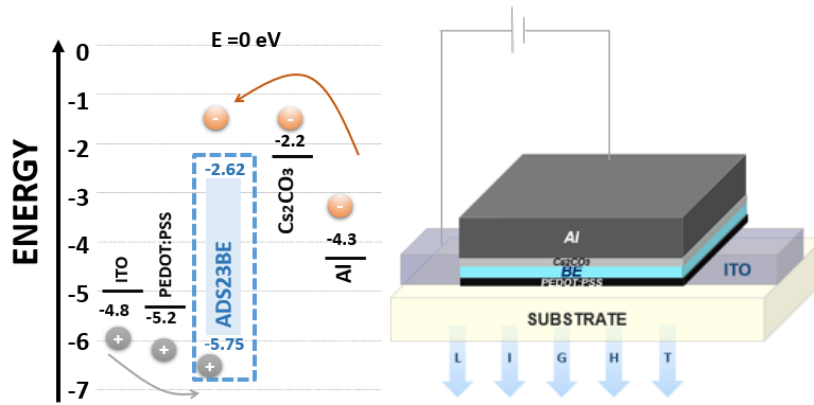 E =0 eV
ENERGY
0
-1
-2
-3
-4
-5
-6
-7
ITO
-4.8
PEDOT:PSS
-5.2
-2.62
ADS23BE
-5.75
-2.2
Cs2CO3
-4.3
Al
-
-
-
+
+
+
Al
Cs2CO3
BE
PEDOT:PSS
ITO
SUBSTRATE
L I G H T